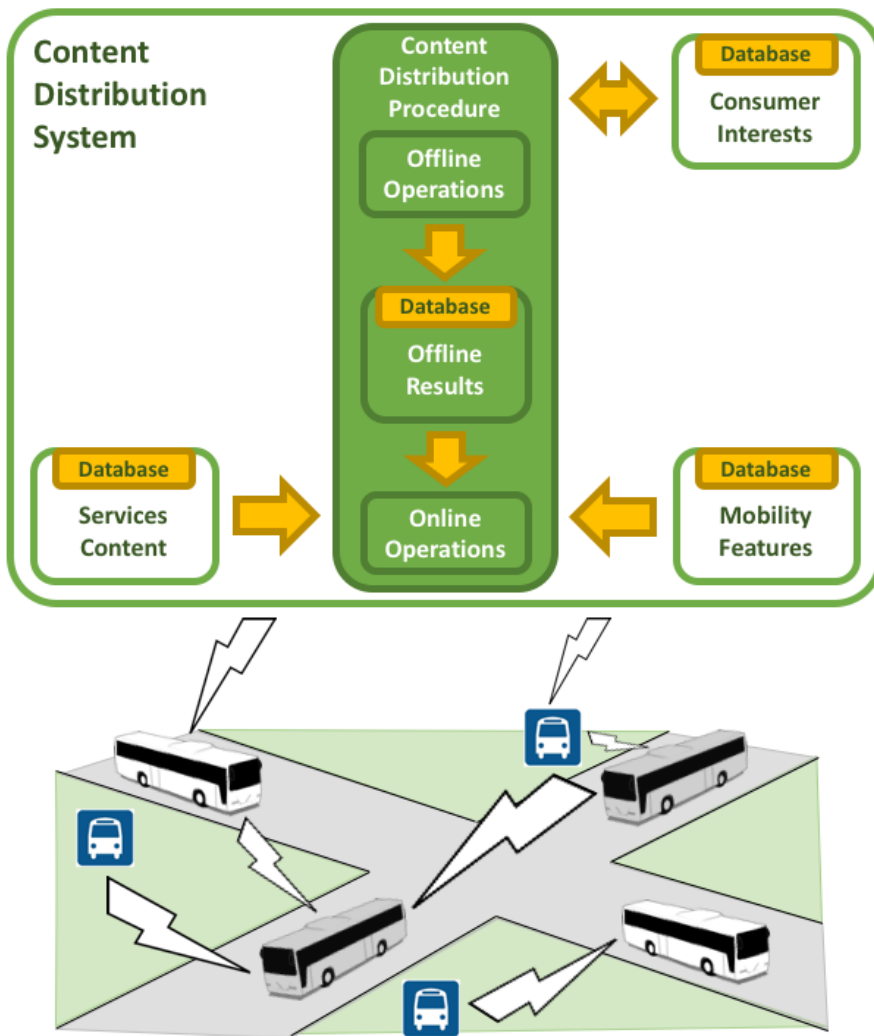 Content
Distribution
System
Content
Distribution
Procedure
Offline
Operations
Database
Offline
Results
Online
Operations
Database
Consumer
Interests
Database
Services
Content
Database
Mobility
Features